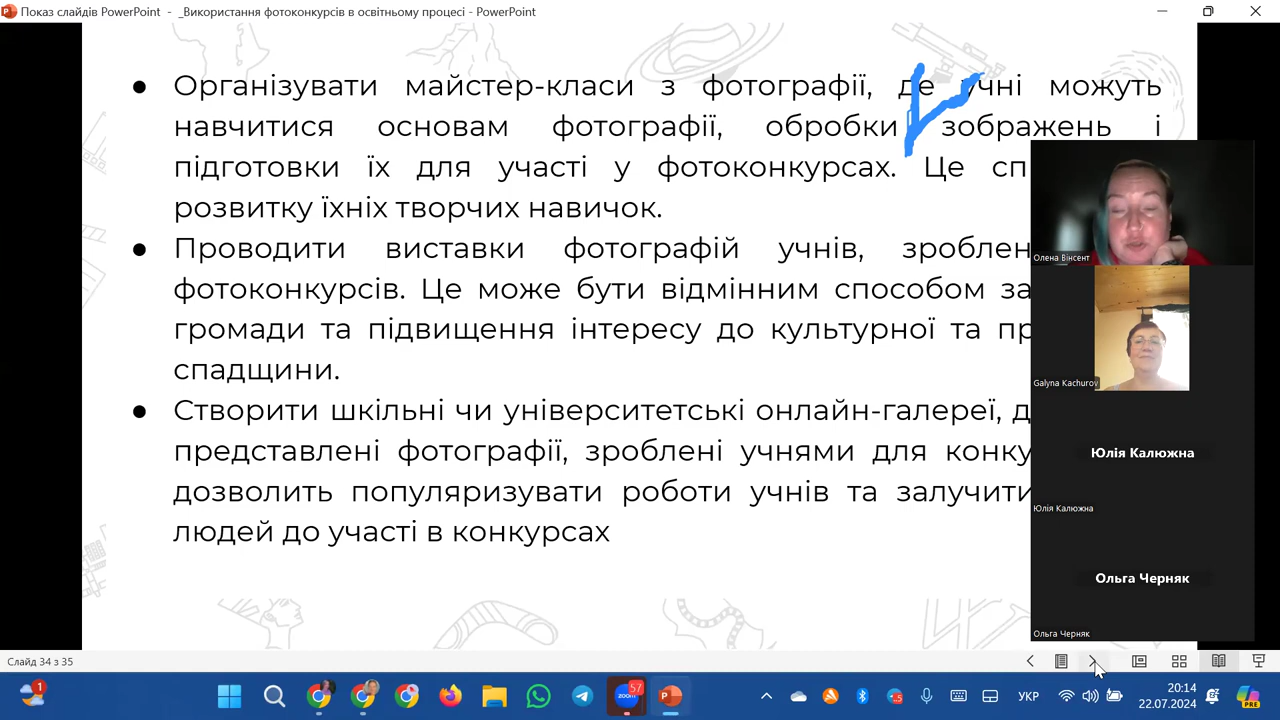 Показ слайдів PowerPoint - _Використання фотоконкурсів в освітньому процесі - PowerPoint
● Організувати майстер-класи з фотографії, де учні можуть
навчитися основам фотографії, обробки зображень і
підготовки їх для участі у фотоконкурсах. Це сп
розвитку їхніх творчих навичок.
● Проводити виставки фотографій учнів, зроблен
фотоконкурсів. Це може бути відмінним способом за
громади та підвищення інтересу до культурної та пр
спадщини.
● Створити шкільні чи університетські онлайн-галереї, д
представлені фотографії, зроблені учнями для конку
дозволить популяризувати роботи учнів та залучити
людей до участі в конкурсах
Олена Вінсент
Galyna Kachurov
Юлія Калюжна
Юлія Калюжна
Ольга Черняк
Ольга Черняк
Слайд 34 з 35
1
zoom
57
УКР
20:14
22.07.2024
PRE